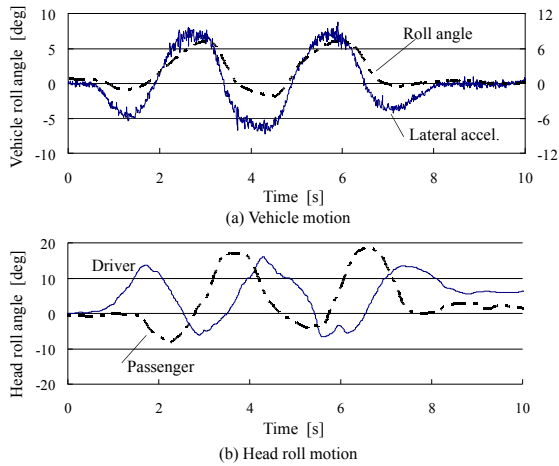 Vehicle roll angle [deg]
10
5
0
-5
-10
12
6
0
-6
-12
Roll angle
Lateral accel.
0 2 4 6 8 10
Time [s]
(a) Vehicle motion
Head roll angle [deg]
20
10
0
-10
-20
Driver
Passenger
0 2 4 6 8 10
Time [s]
(b) Head roll motion